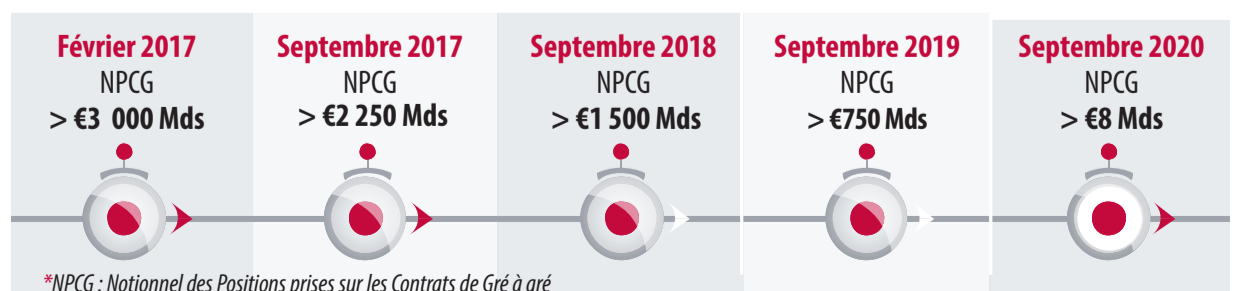 Février 2017
NPCG
> €3 000 Mds
Septembre 2017
NPCG
> €2 250 Mds
Septembre 2018
NPCG
> €1 500 Mds
Septembre 2019
NPCG
> €750 Mds
Septembre 2020
NPCG
> €8 Mds
*NPCG : Notionnel des Positions prises sur les Contrats de Gré à gré